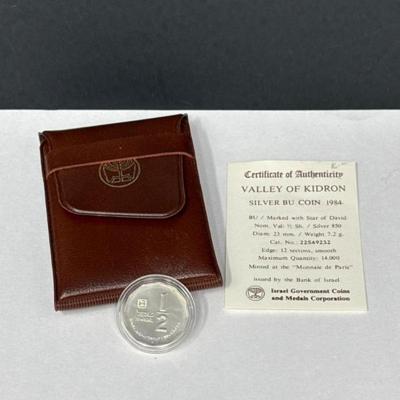 Certificate of Authenticity
VALLEY OF KIDRON
SILVER BU COIN 1984
BU / Marked with Star of David
Nom. Val: ½ Sh. / Silver 850
Diam: 23 mm. / Weight 7.2 g.
Cat. No.: 22549232
Edge: 12 sections, smooth
Maximum Quantity: 14.000
Minted at the "Monnaie de Paris"
issued by the Bank of Israel
Israel Government Coins
and Medals Corporation
1/2